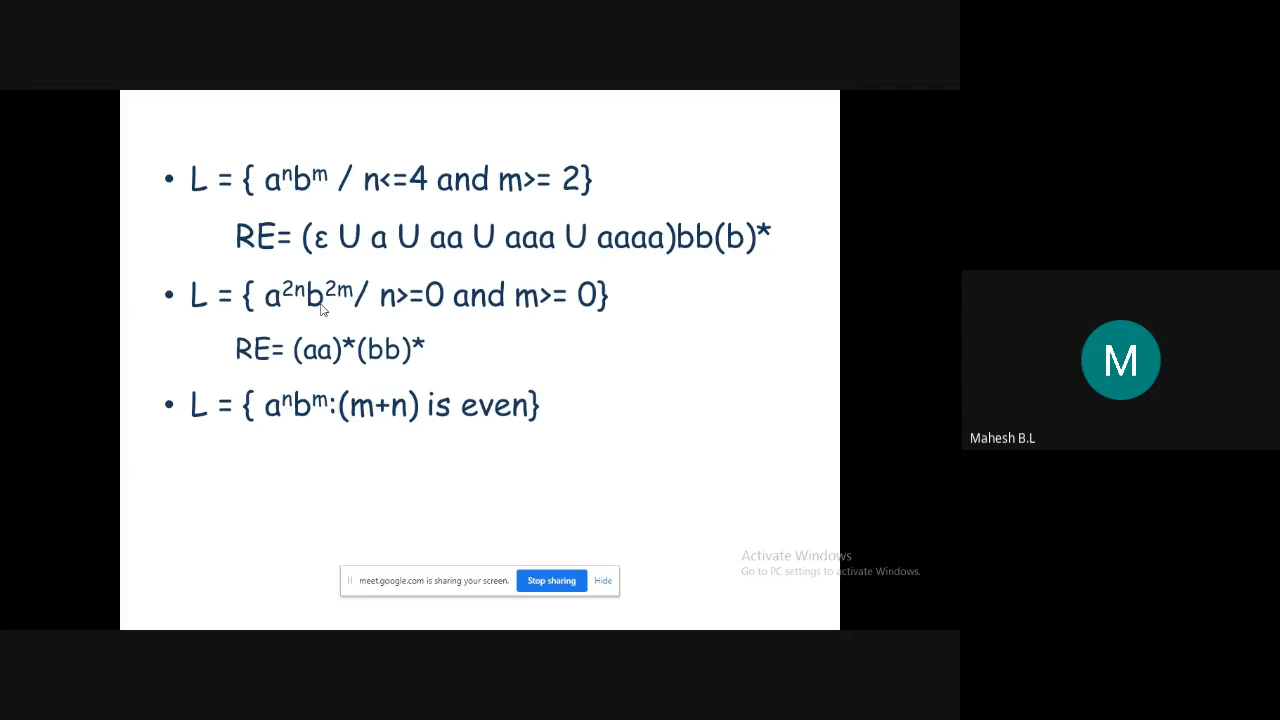 • L = { aⁿbᵐ / n<=4 and m>= 2}
RE= (ε U a U aa U aaa U aaaa)bb(b)*
• L = { a²ⁿb²ᵐ/ n>=0 and m>= 0}
RE= (aa)*(bb)*
• L = { aⁿbᵐ:(m+n) is even}
M
Mahesh B.L
Activate Windows
Go to PC settings to activate Windows.
meet.google.com is sharing your screen. Stop sharing Hide